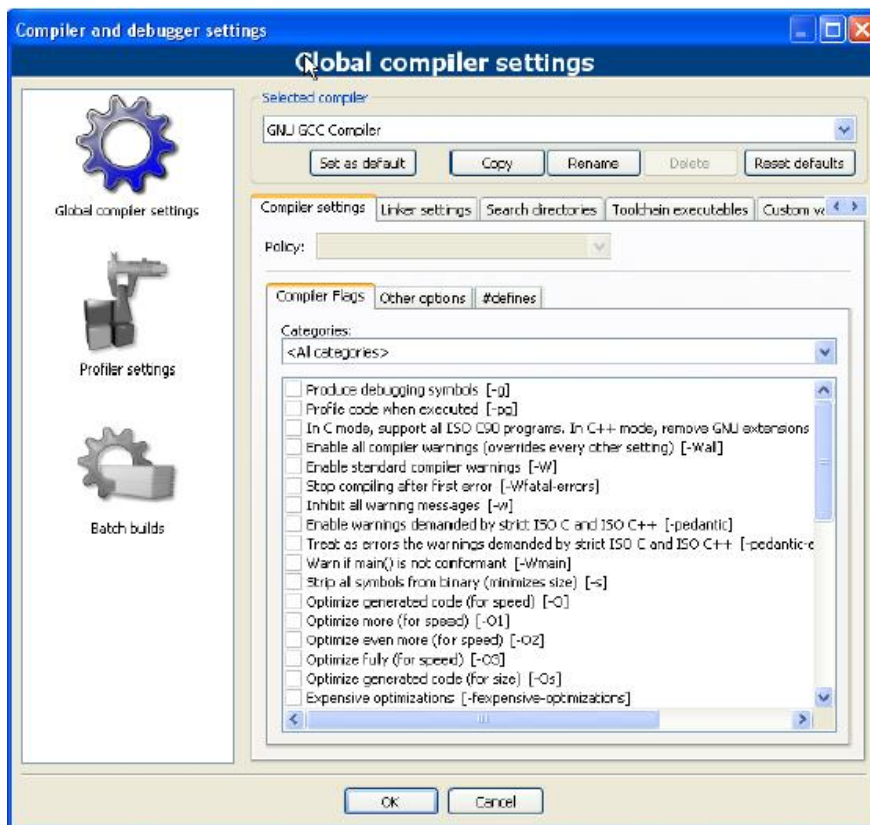 Compiler and debugger settings
Global compiler settings
Global compiler settings
Profiler settings
Batch builds
Selected compiler
GNU GCC Compiler
Set as default Copy Rename Delete Reset defaults
Compiler settings Linker settings Search directories Toolchain executables Custom va
Policy:
Compiler Flags Other options #defines
Categories:
<All categories>
Produce debugging symbols [-g]
Profile code when executed [-pg]
In C mode, support all ISO C90 programs. In C++ mode, remove GNU extensions
Enable all compiler warnings (overrides every other setting) [-Wall]
Enable standard compiler warnings [-W]
Stop compiling after first error [-Wfatal-errors]
Inhibit all warning messages [-w]
Enable warnings demanded by strict ISO C and ISO C++ [-pedantic]
Treat as errors the warnings demanded by strict ISO C and ISO C++ [-pedantic-e
Warn if main() is not conformant [-Wmain]
Strip all symbols from binary (minimizes size) [-s]
Optimize generated code (for speed) [-O]
Optimize more (for speed) [-O1]
Optimize even more (for speed) [-O2]
Optimize fully (for speed) [-O3]
Optimize generated code (for size) [-Os]
Expensive optimizations [-fexpensive-optimizations]
OK Cancel